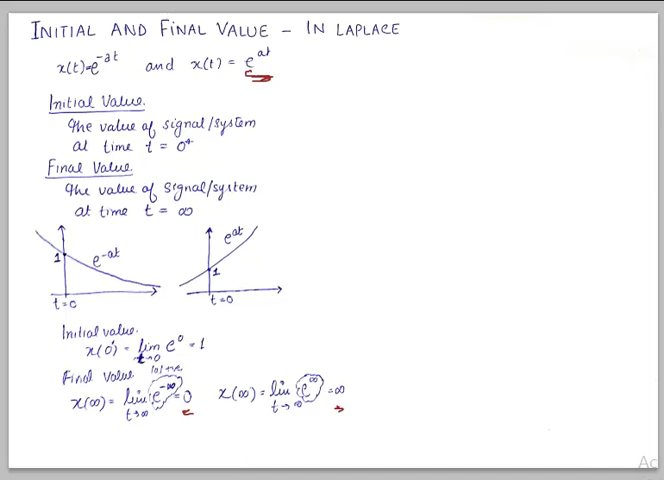 INITIAL AND FINAL VALUE - IN LAPLACE
x(t)=e^-at and x(t) = e^at
Initial Value.
The value of signal/system
at time t = 0+
Final Value.
The value of signal/system
at time t = ∞
1 e^-at
t=0
e^at
1
t=0
Initial value.
x(0+) = lim t→0 e^0 = 1
Final value
x(∞) = lim t→∞ e^-∞ = 0 x(∞) = lim t→∞ e^∞ = ∞
Ac